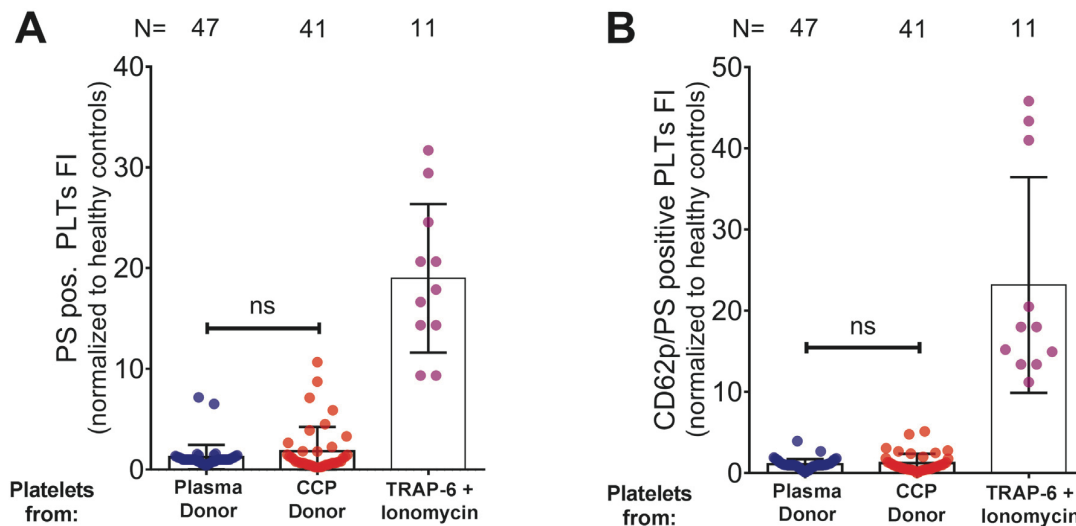 A
N= 47 41 11
PS pos. PLTs FI
(normalized to healthy controls)
40
30
20
10
0
ns
Platelets
from:
Plasma
Donor
CCP
Donor
TRAP-6 +
Ionomycin
B
N= 47 41 11
CD62p/PS positive PLTs FI
(normalized to healthy controls)
50
40
30
20
10
0
ns
Platelets
from:
Plasma
Donor
CCP
Donor
TRAP-6 +
Ionomycin